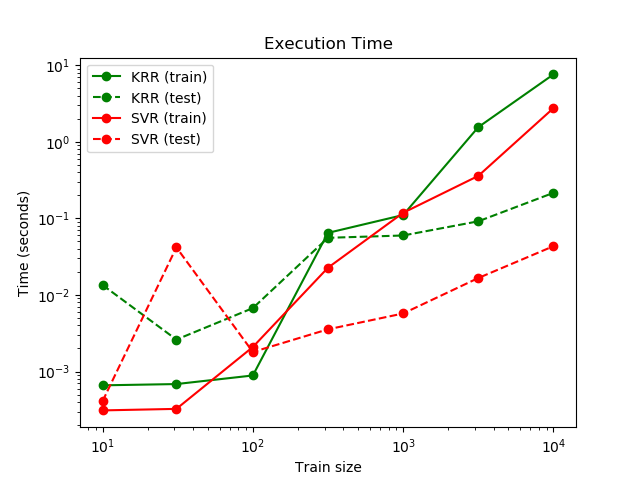 Execution Time
KRR (train)
KRR (test)
SVR (train)
SVR (test)
Time (seconds)
10¹
10⁰
10⁻¹
10⁻²
10⁻³
10¹ 10² 10³ 10⁴
Train size